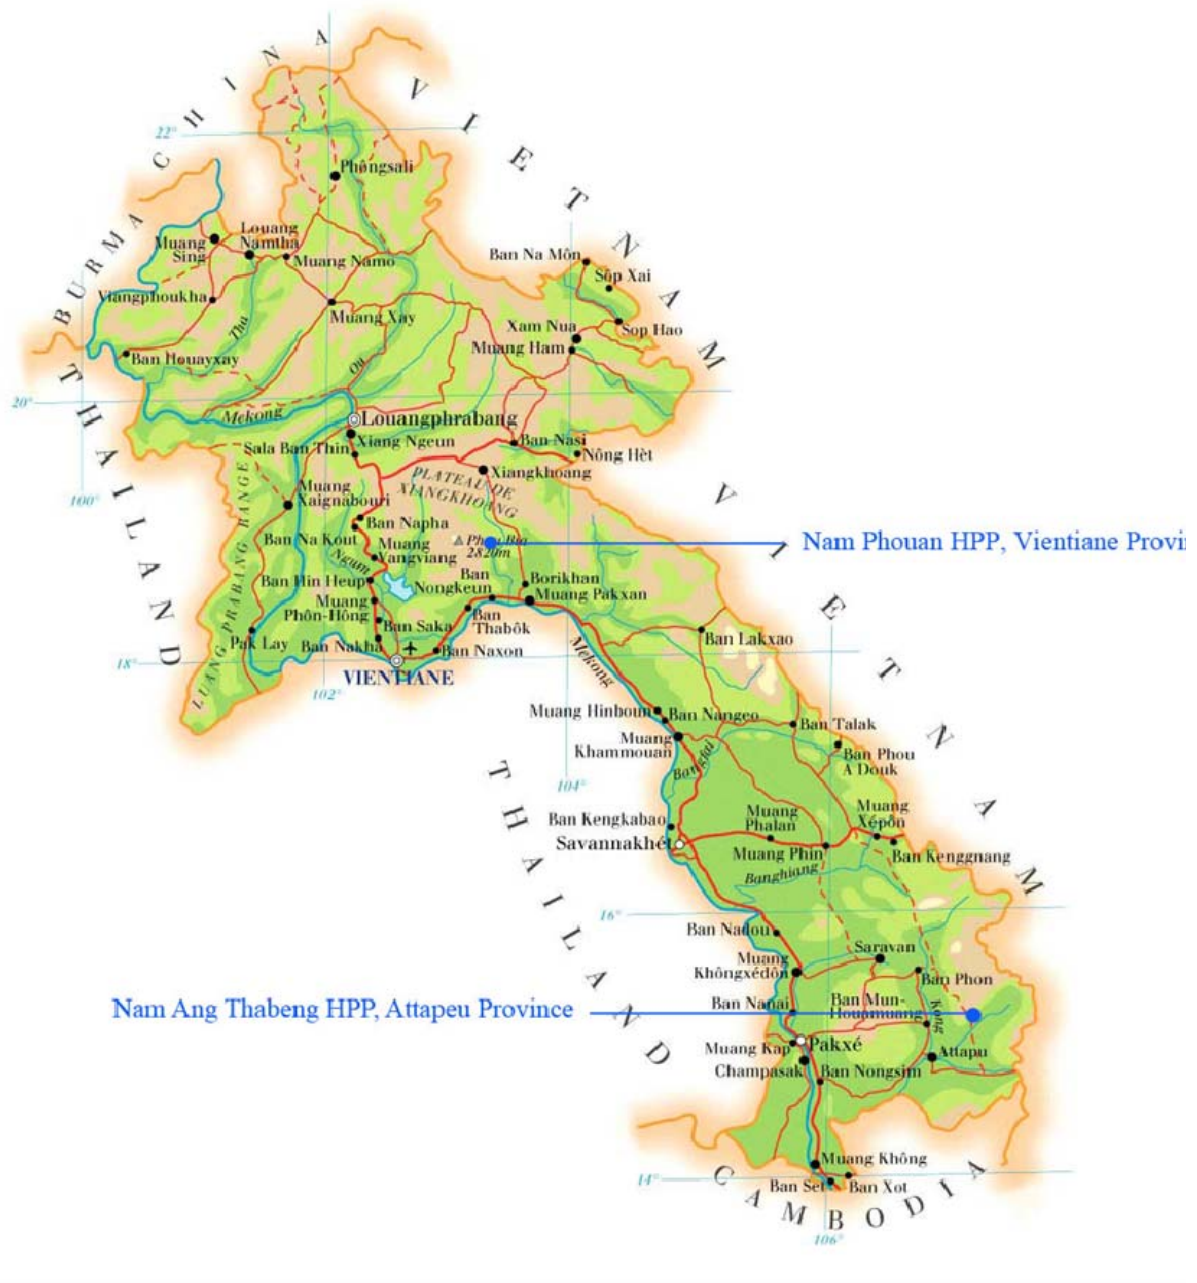 CHINA
VIETNAM
22°
Phôngsali
BURMA
Louang
Namtha
Muang
Sing
Muang Namo
Ban Na Môn
Sôp Xai
Viangphoukha
Tha
Muang Xay
Xam Nua
Sop Hao
Muang Ham
Ban Houayxay
Ou
20°
Mekong
Louangphrabang
Xiang Ngeun
Sala Ban Thin
Ban Nasi
Nông Hèt
THAILAND
100°
LUANG PRABANG RANGE
Muang
Xaignabouri
PLATEAU DE
XIANGKHOANG
Xiangkhoang
Ban Napha
Ban Na Kout
2820m
Nam Phouan HPP, Vientiane Provin
VIETNAM
Muang
Vangviang
Ngum
Ban Hin Heup
Ban
Nongkeun
Borikhan
Muang Pakxan
Muang
Phôn-Hông
Ban Saka
Ban
Thabôk
Ban Lakxao
Pak Lay
Ban Nakha
Ban Naxon
18°
VIENTIANE
102°
Mekong
Muang Hinboun
Ban Nangeo
Ban Talak
Muang
Khammouan
Bangfai
Ban Phou
A Douk
104°
THAILAND
Ban Kengkabao
Muang
Phalan
Muang
Xépôn
Savannakhét
Muang Phin
Ban Kenggnang
Banghiang
16°
Ban Nadou
Saravan
Muang
Khôngxédôn
Ban Phon
Nam Ang Thabeng HPP, Attapeu Province
Ban Nanai
Ban Mun-
Houamuang
Kong
Pakxé
Muang Kap
Attapu
Champasak
Ban Nongsim
Muang Không
14°
Ban Set
Ban Xot
CAMBODIA
106°